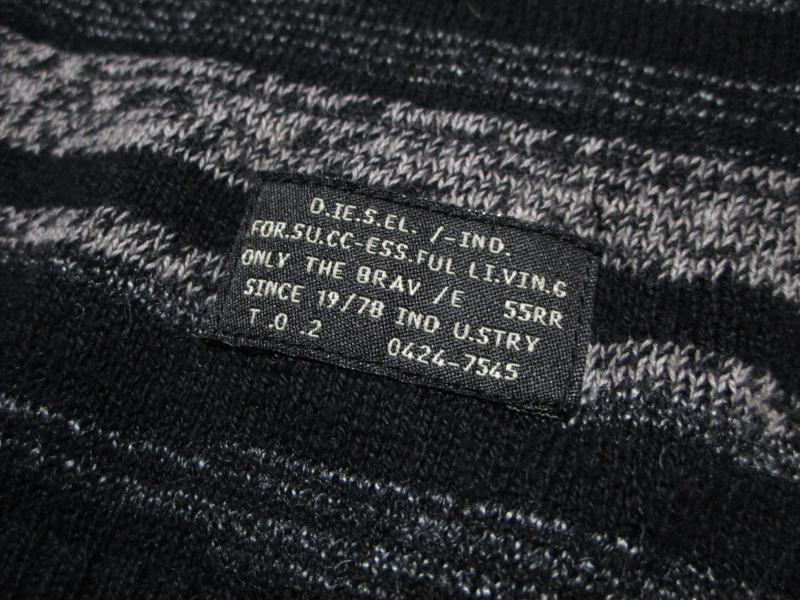 D.IE.S.EL. /-IND.
FOR.SU.CC-ESS.FUL LI.VIN.G
ONLY THE BRAV /E 55RR
SINCE 19/78 IND U.STRY
T.O .2 0424-7545